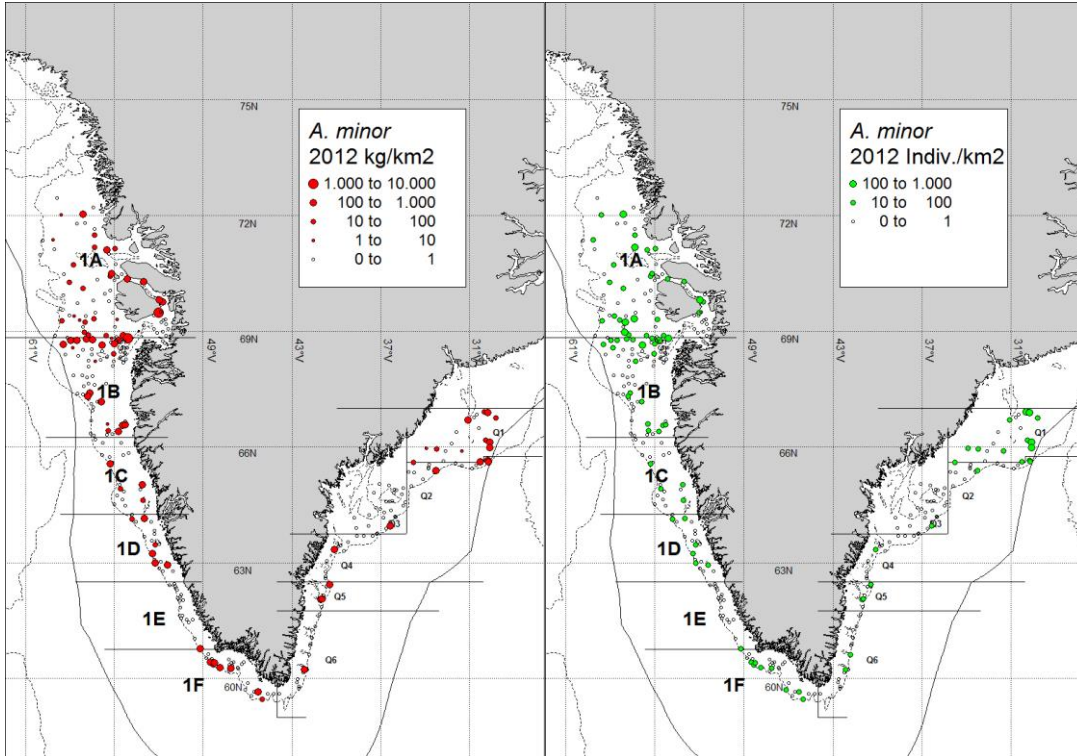 75N
A. minor
2012 kg/km2
1.000 to 10.000
100 to 1.000
10 to 100
1 to 10
0 to 1
72N
1A
61°V
49°V
43°V
69N
37°V
31°V
1B
Q1
66N
1C
Q2
Q3
1D
63N
Q4
Q5
1E
Q6
1F
60N
75N
A. minor
2012 Indiv./km2
100 to 1.000
10 to 100
0 to 1
72N
1A
61°V
49°V
43°V
69N
37°V
31°V
1B
Q1
66N
1C
Q2
Q3
1D
63N
Q4
Q5
1E
Q6
1F
60N